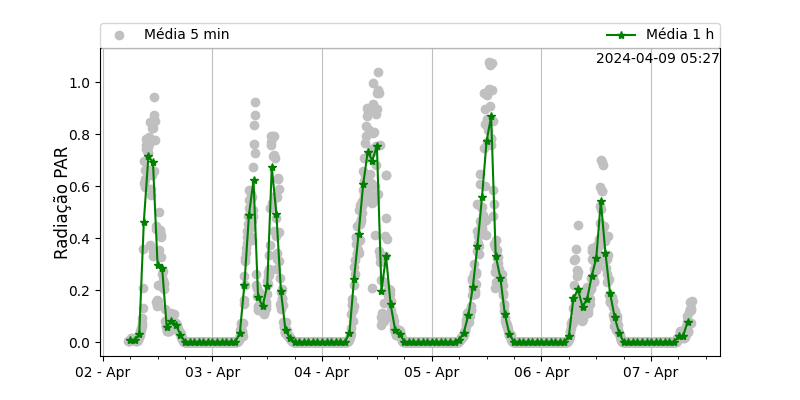 Média 5 min
Média 1 h
2024-04-09 05:27
Radiação PAR
1.0
0.8
0.6
0.4
0.2
0.0
02 - Apr
03 - Apr
04 - Apr
05 - Apr
06 - Apr
07 - Apr